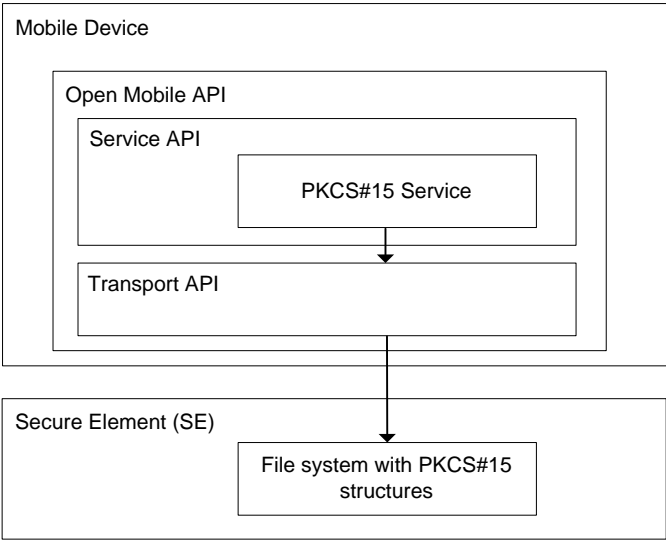 Mobile Device
Open Mobile API
Service API
PKCS#15 Service
Transport API
Secure Element (SE)
File system with PKCS#15
structures